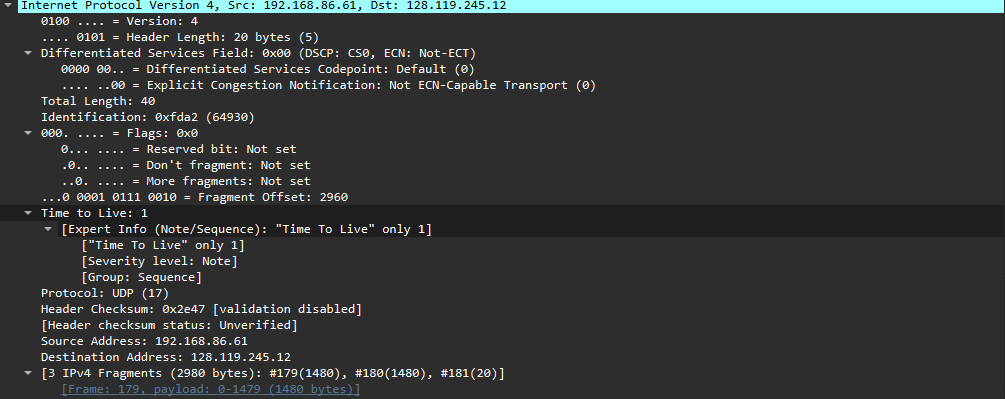 Internet Protocol Version 4, Src: 192.168.86.61, Dst: 128.119.245.12
0100 .... = Version: 4
.... 0101 = Header Length: 20 bytes (5)
Differentiated Services Field: 0x00 (DSCP: CS0, ECN: Not-ECT)
0000 00.. = Differentiated Services Codepoint: Default (0)
.... ..00 = Explicit Congestion Notification: Not ECN-Capable Transport (0)
Total Length: 40
Identification: 0xfda2 (64930)
000. .... = Flags: 0x0
0... .... = Reserved bit: Not set
.0.. .... = Don't fragment: Not set
..0. .... = More fragments: Not set
...0 0001 0111 0010 = Fragment Offset: 2960
Time to Live: 1
[Expert Info (Note/Sequence): "Time To Live" only 1]
["Time To Live" only 1]
[Severity level: Note]
[Group: Sequence]
Protocol: UDP (17)
Header Checksum: 0x2e47 [validation disabled]
[Header checksum status: Unverified]
Source Address: 192.168.86.61
Destination Address: 128.119.245.12
[3 IPv4 Fragments (2980 bytes): #179(1480), #180(1480), #181(20)]
[Frame: 179, payload: 0-1479 (1480 bytes)]